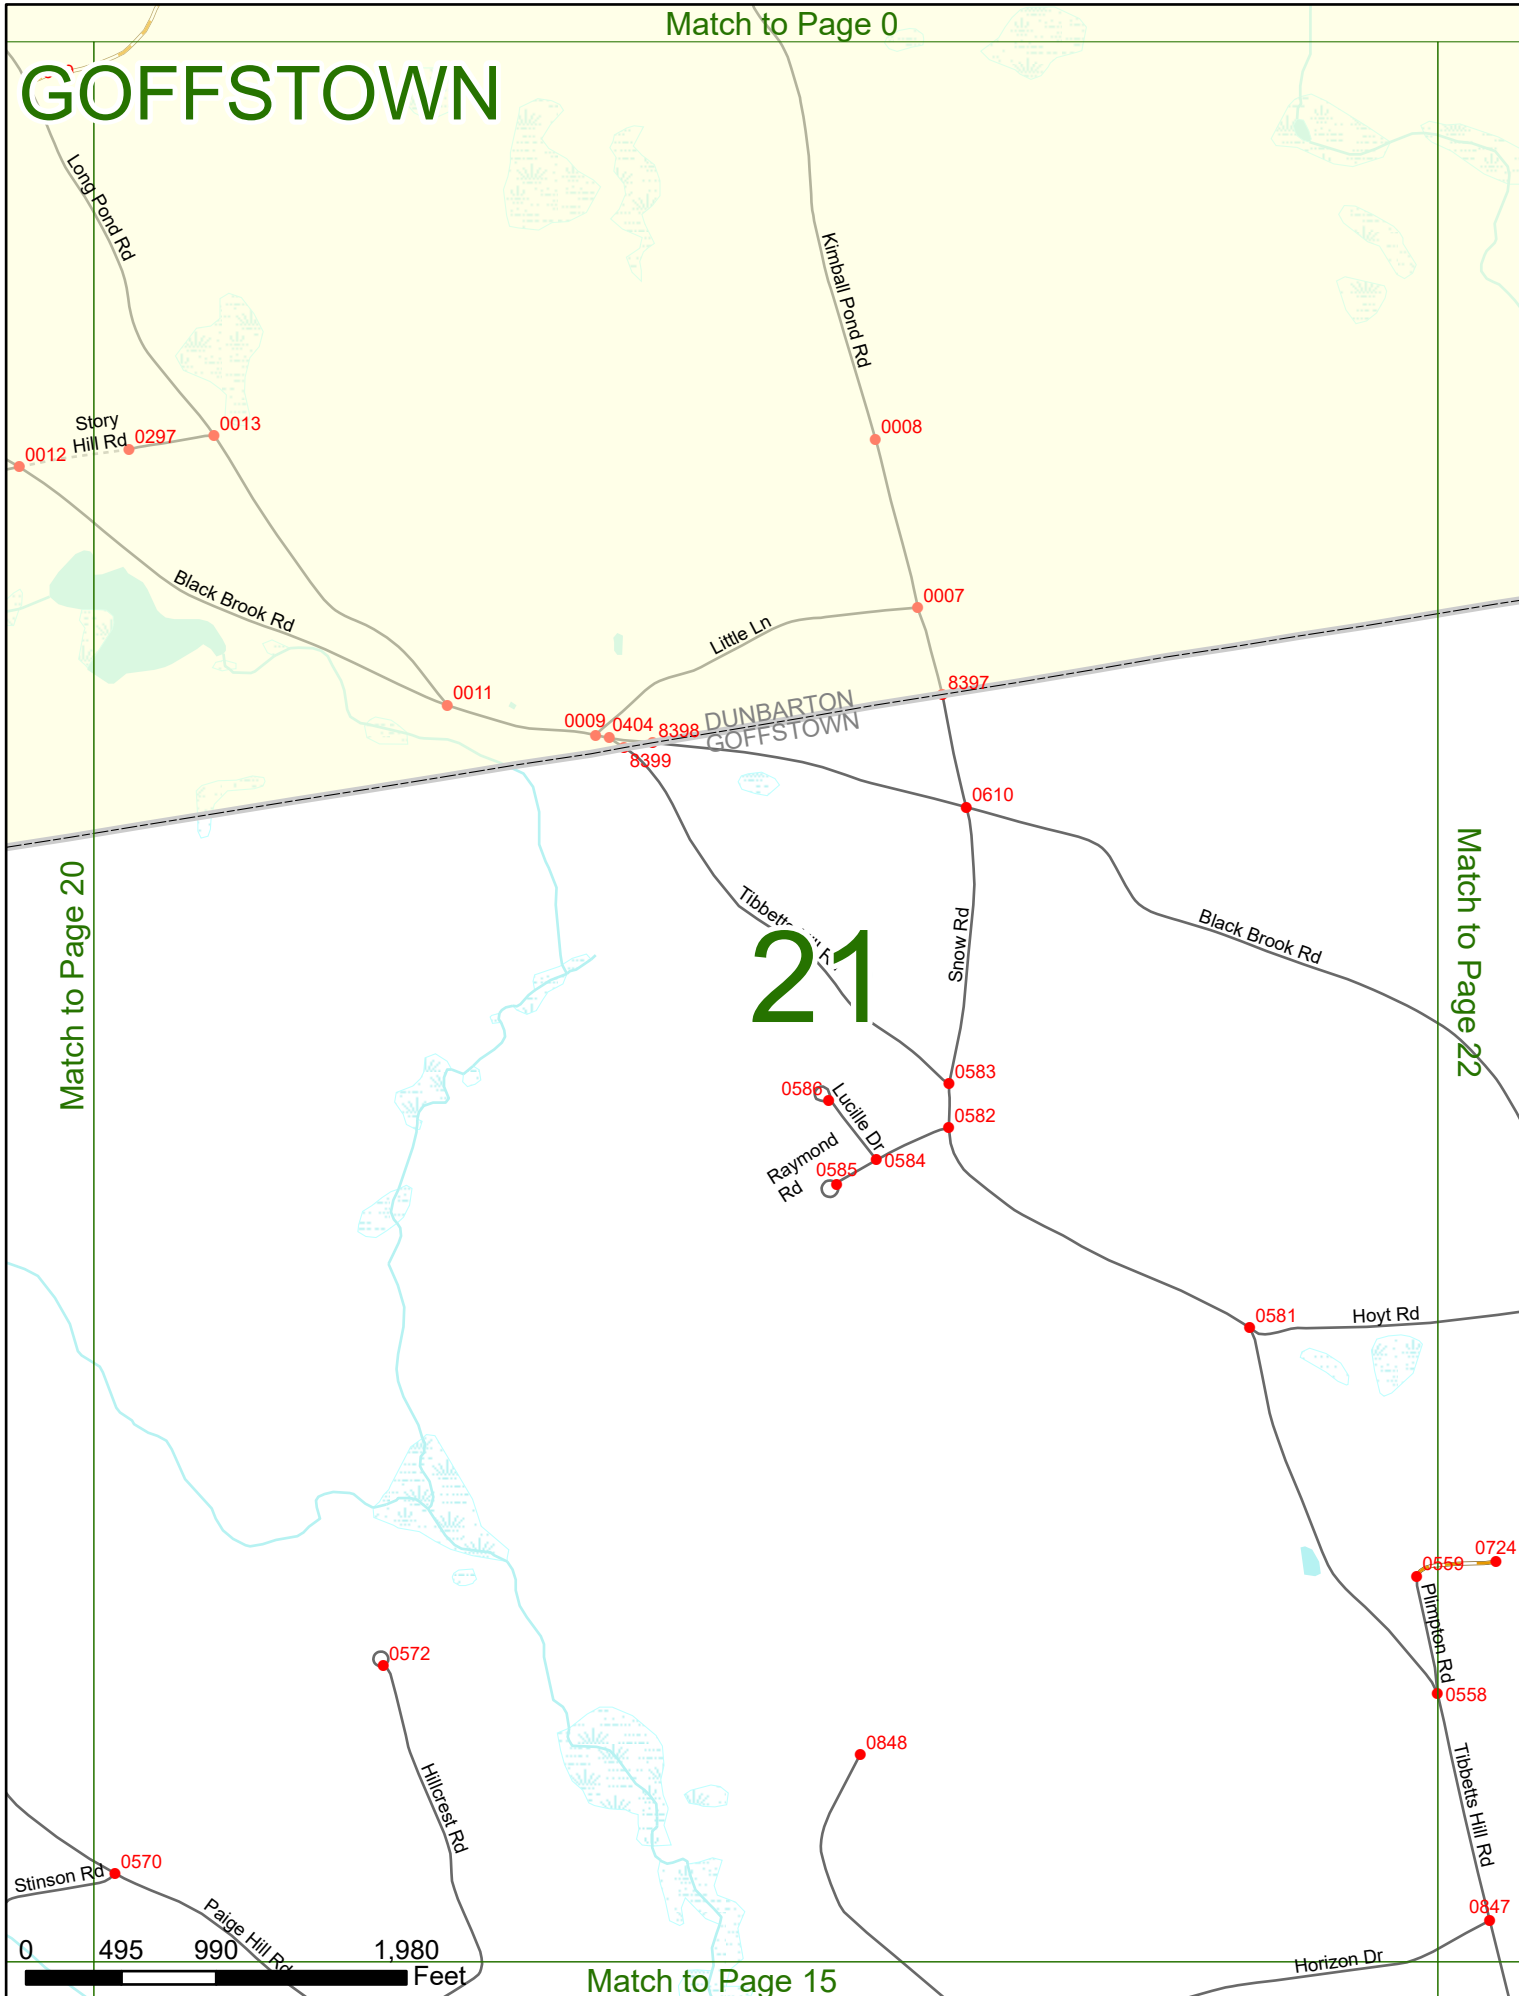 Match to Page 0
GOFFSTOWN
Long Pond Rd
Kimball Pond Rd
Story
Hill Rd
0297
0013
0012
0008
Black Brook Rd
0007
Little Ln
0011
8397
0009
0404
8398
DUNBARTON
GOFFSTOWN
8399
0610
Match to Page 20
Match to Page 22
Black Brook Rd
Snow Rd
21
0583
0586
Lucille Dr
0582
Raymond
Rd
0584
0585
0581
Hoyt Rd
0724
0559
Plimpton Rd
0572
0558
0848
Hillcrest Rd
Tibbetts Hill Rd
0570
Stinson Rd
Paige Hill Rd
0847
0 495 990 1,980
Feet
Horizon Dr
Match to Page 15